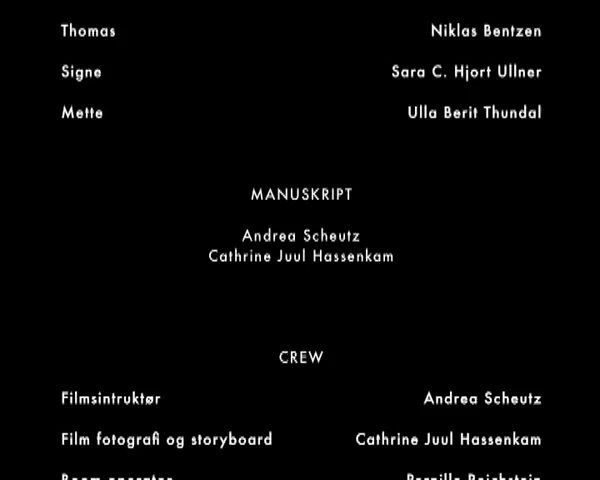 Thomas Niklas Bentzen
Signe Sara C. Hjort Ullner
Mette Ulla Berit Thundal
MANUSKRIPT
Andrea Scheutz
Cathrine Juul Hassenkam
CREW
Filmsintruktør Andrea Scheutz
Film fotografi og storyboard Cathrine Juul Hassenkam